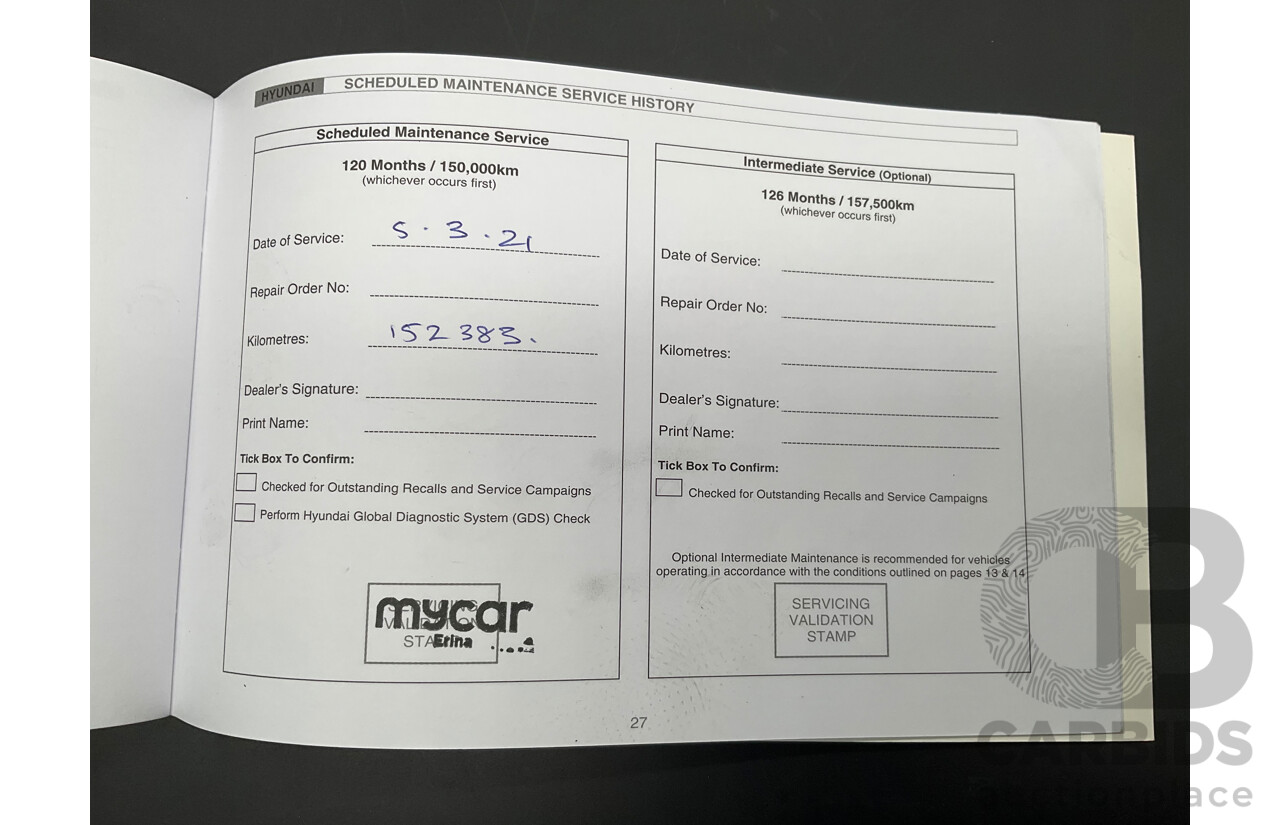 HYUNDAI SCHEDULED MAINTENANCE SERVICE HISTORY
Scheduled Maintenance Service
120 Months / 150,000km
(whichever occurs first)
Date of Service: 5.3.21
Repair Order No:
Kilometres: 152383.
Dealer's Signature:
Print Name:
Tick Box To Confirm:
Checked for Outstanding Recalls and Service Campaigns
Perform Hyundai Global Diagnostic System (GDS) Check
mycar
Erina
VALIDATION
Intermediate Service (Optional)
126 Months / 157,500km
(whichever occurs first)
Date of Service:
Repair Order No:
Kilometres:
Dealer's Signature:
Print Name:
Tick Box To Confirm:
Checked for Outstanding Recalls and Service Campaigns
Optional Intermediate Maintenance is recommended for vehicles
operating in accordance with the conditions outlined on pages 13 & 14
SERVICING
VALIDATION
STAMP
27
CARBIDS
auctionplace